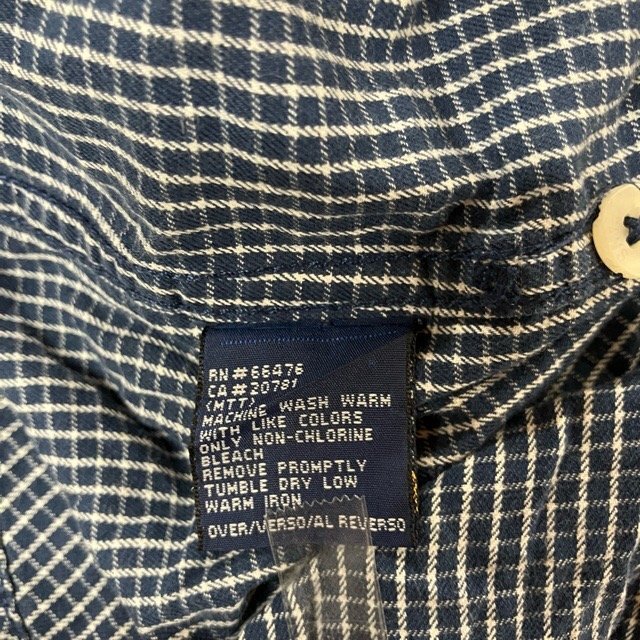 RN #66476
CA #20781
(MTT)
MACHINE WASH WARM
WITH LIKE COLORS
ONLY NON-CHLORINE
BLEACH
REMOVE PROMPTLY
TUMBLE DRY LOW
WARM IRON
OVER/VERSO/AL REVERSO